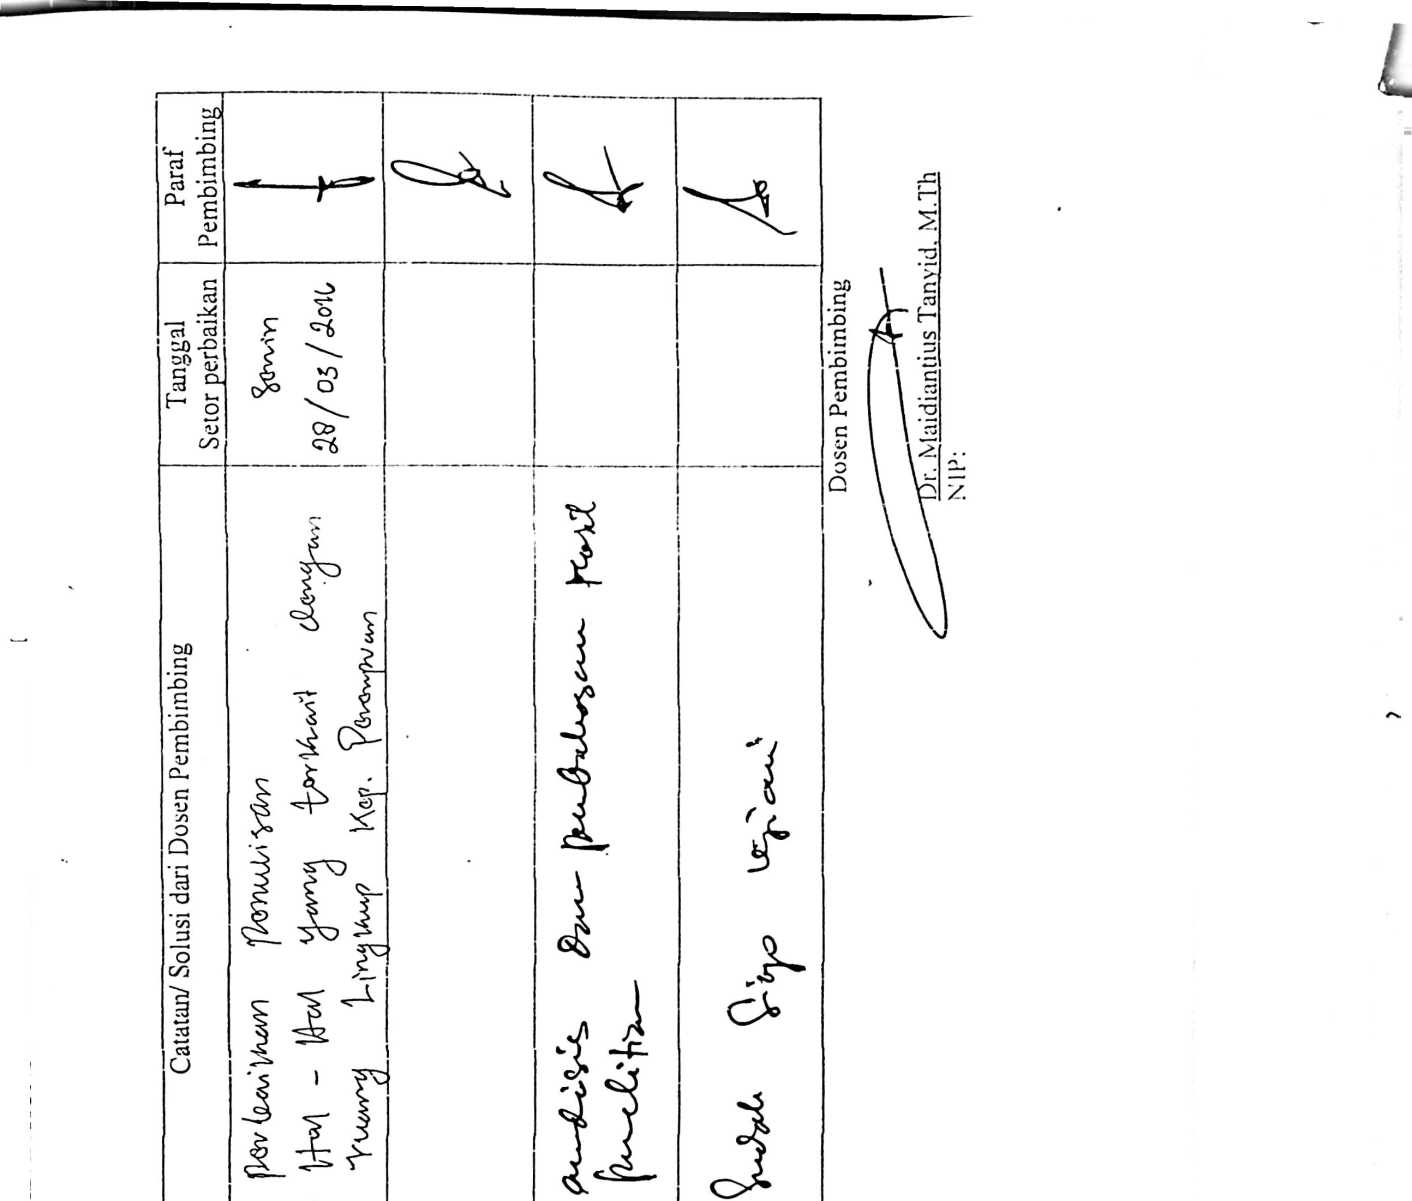 Catatan/ Solusi dari Dosen Pembimbing
Tanggal
Setor perbaikan
Paraf
Pembimbing
Perbaikan Penulisan
Hal - Hal yang terkait dengan
ruang Lingkup Kep. Perempuan
Senin
28/03/2016
analisis dan pembahasan hasil
penelitian
Sudah siap ujian
Dosen Pembimbing
Dr. Maidiantius Tanyid, M.Th
NIP: